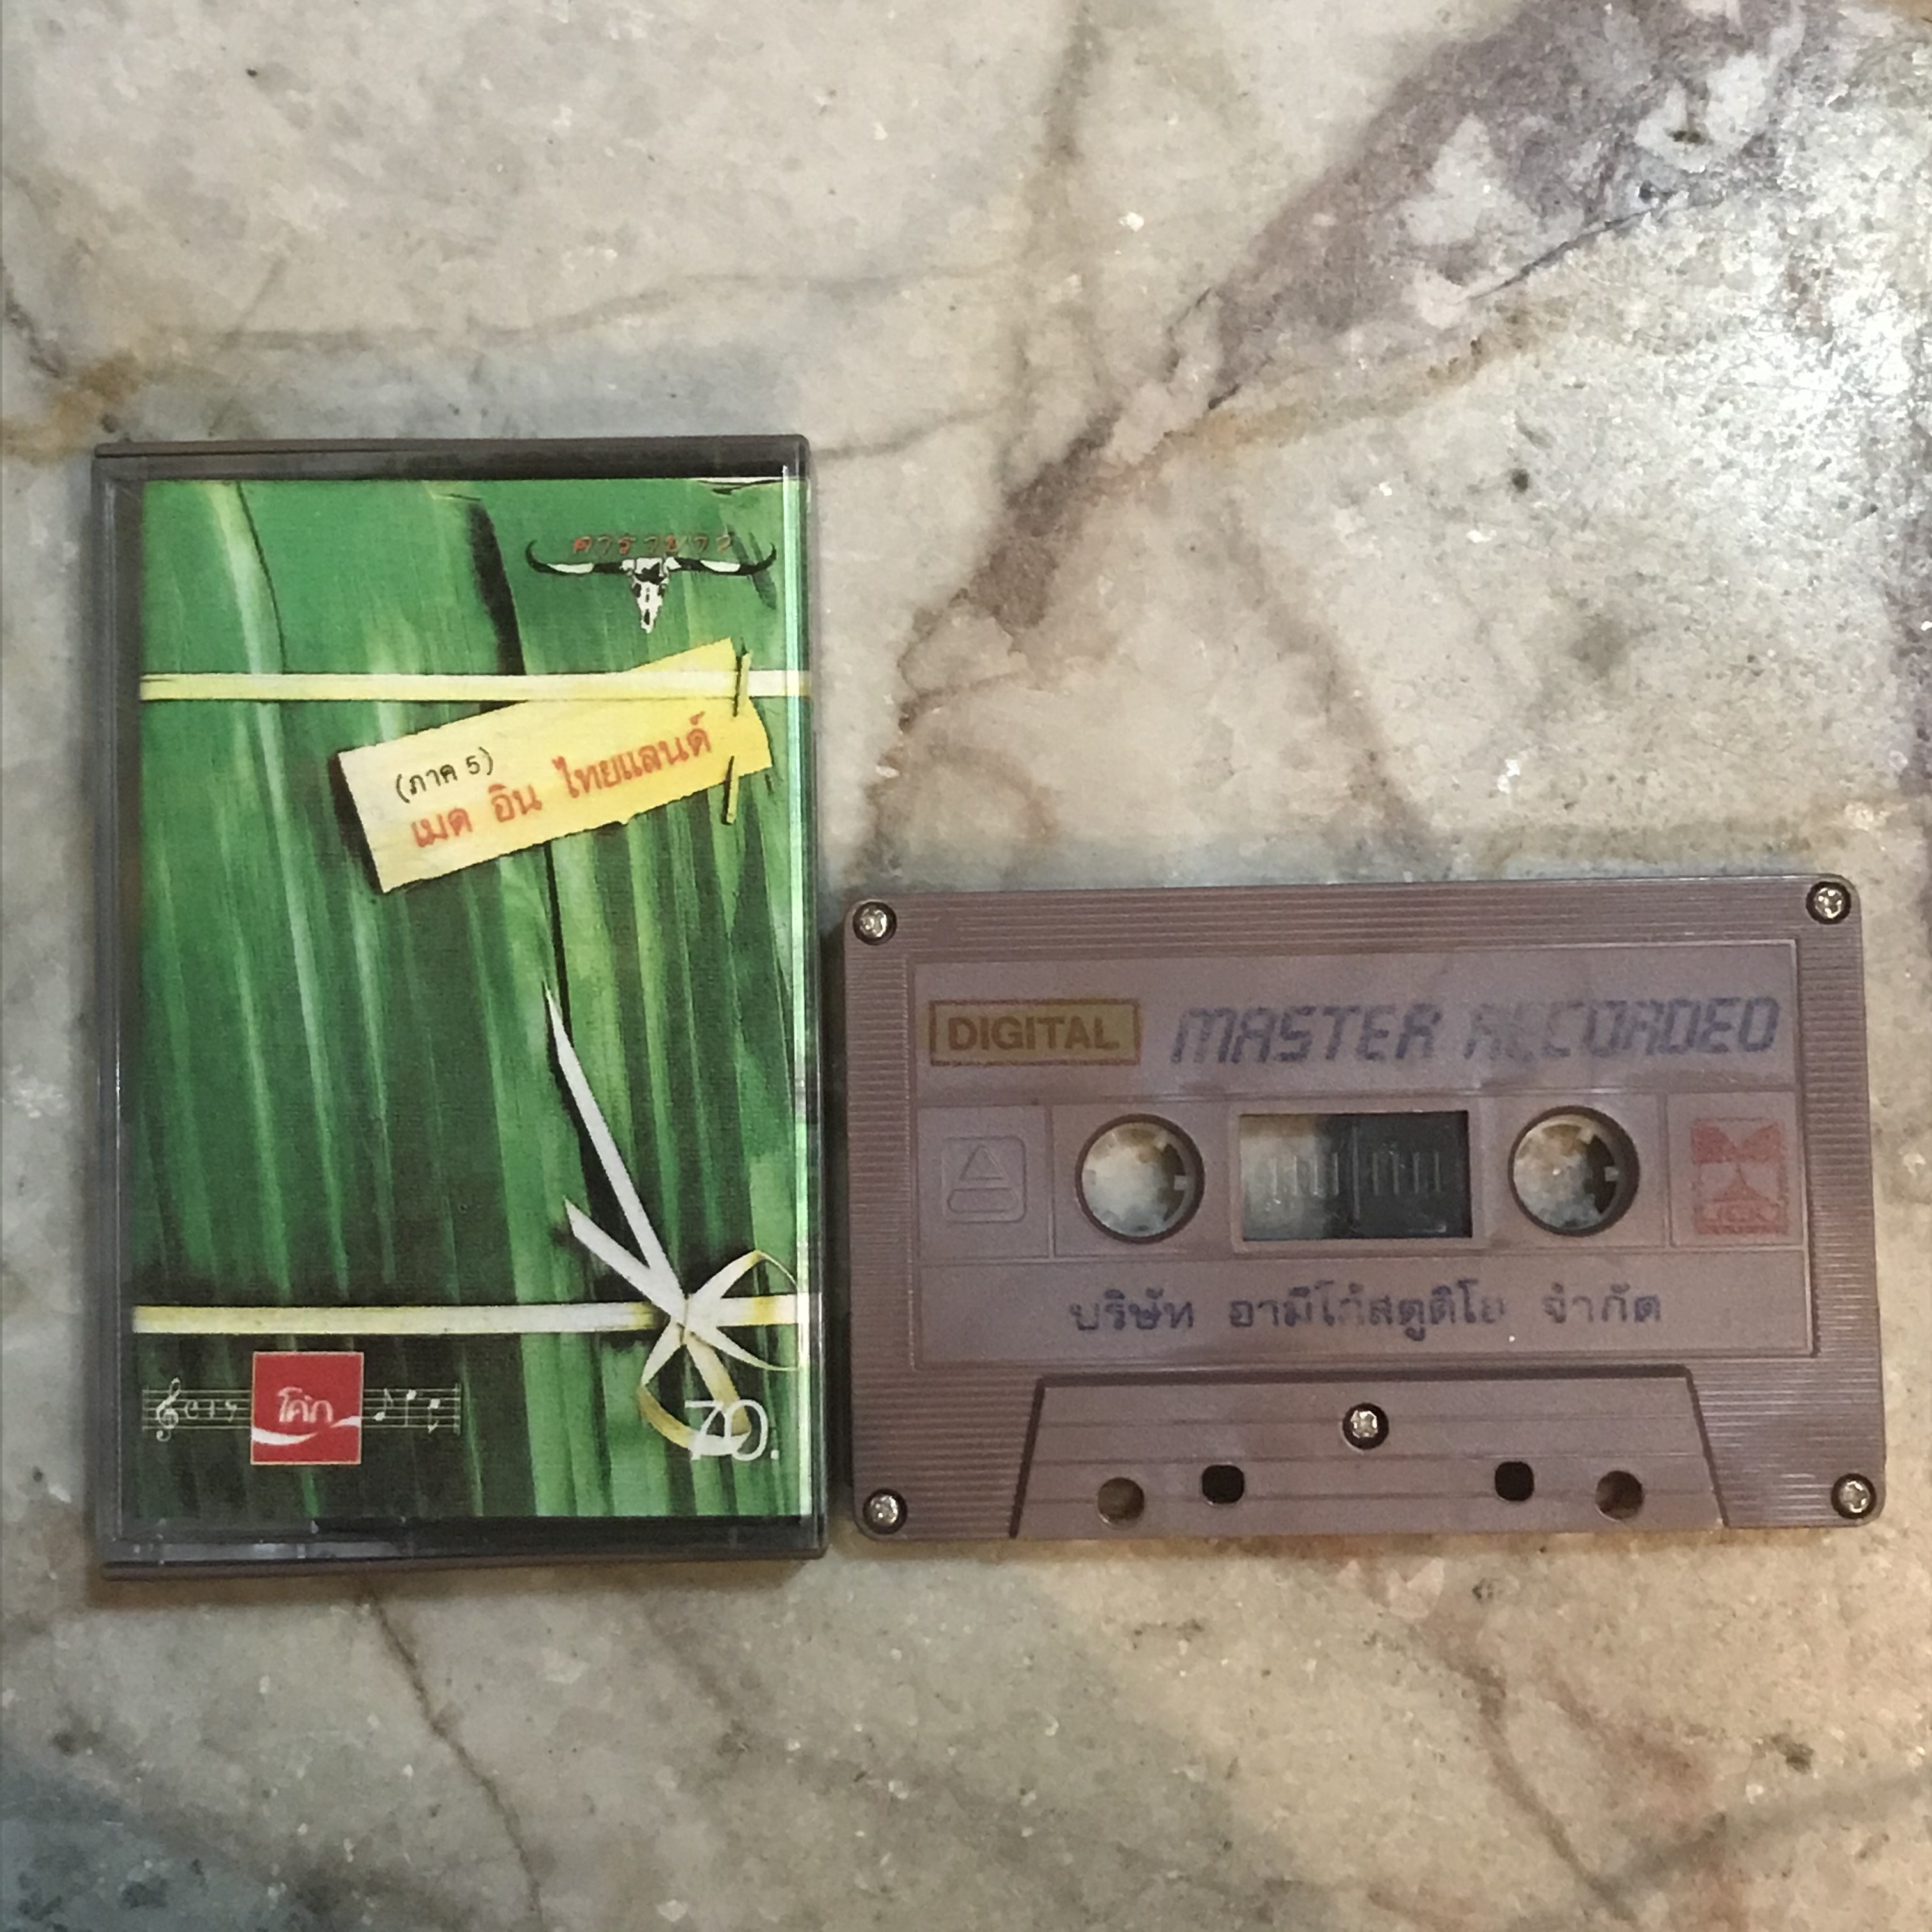 คาราบาว
(ภาค 5)
เมด อิน ไทยแลนด์
โค้ก
70.
DIGITAL MASTER RECORDED
บริษัท อามีโก้สตูดิโอ จำกัด